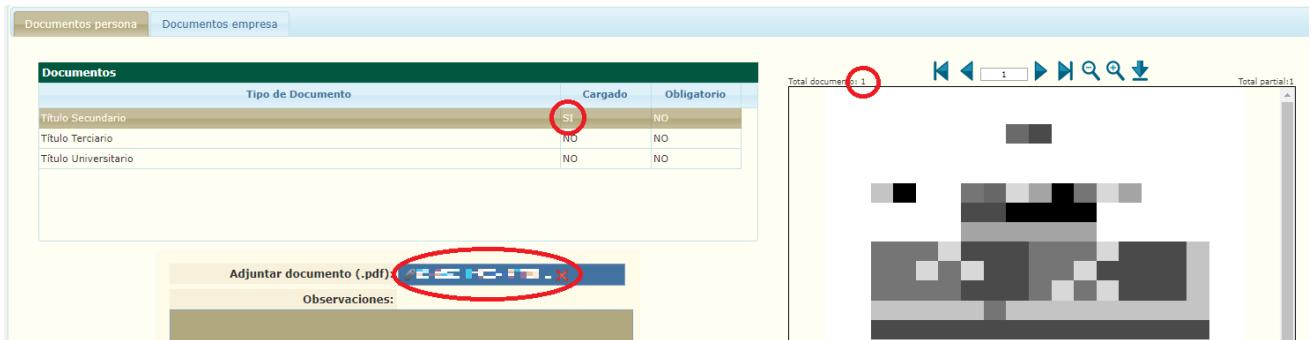 Documentos persona Documentos empresa
Documentos
Tipo de Documento Cargado Obligatorio
Título Secundario SI NO
Título Terciario NO NO
Título Universitario NO NO
Adjuntar documento (.pdf):
Observaciones:
1
Total documento: 1 Total partial:1